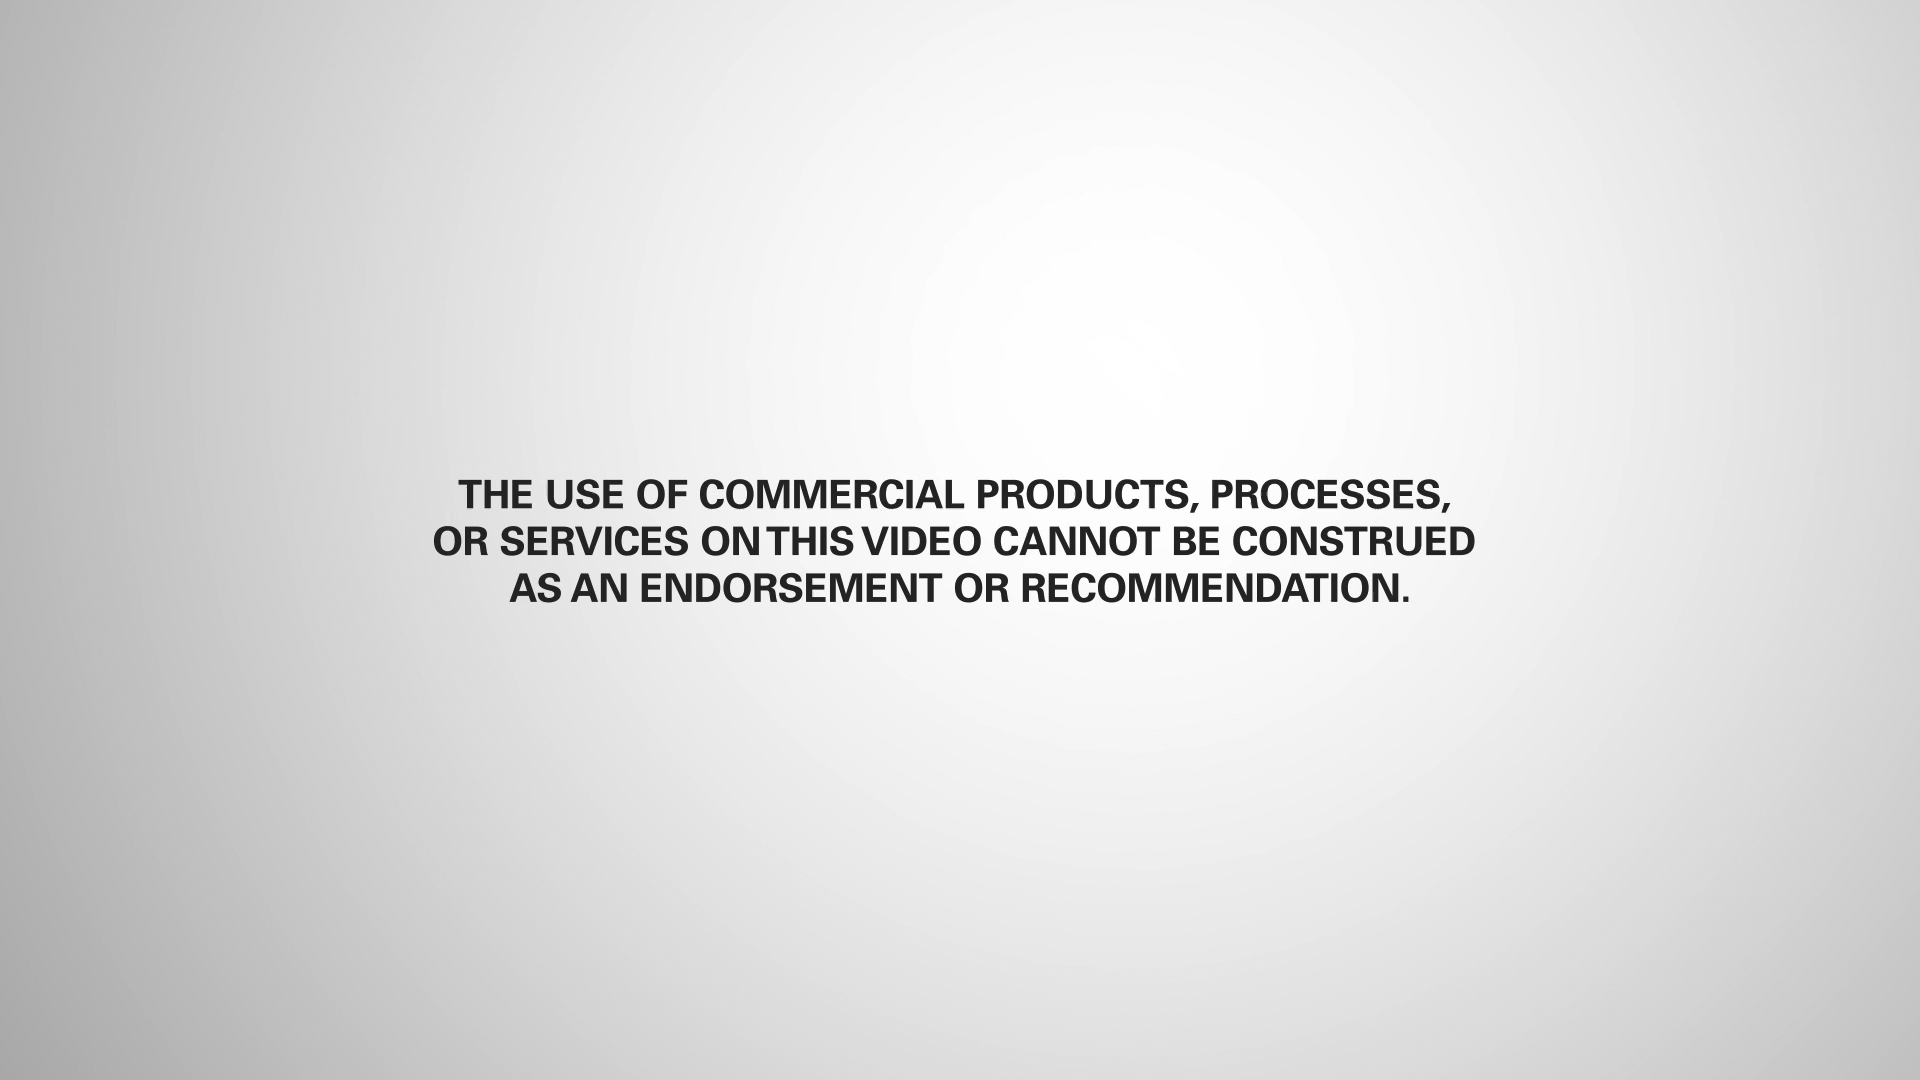 THE USE OF COMMERCIAL PRODUCTS, PROCESSES,
OR SERVICES ON THIS VIDEO CANNOT BE CONSTRUED
AS AN ENDORSEMENT OR RECOMMENDATION.